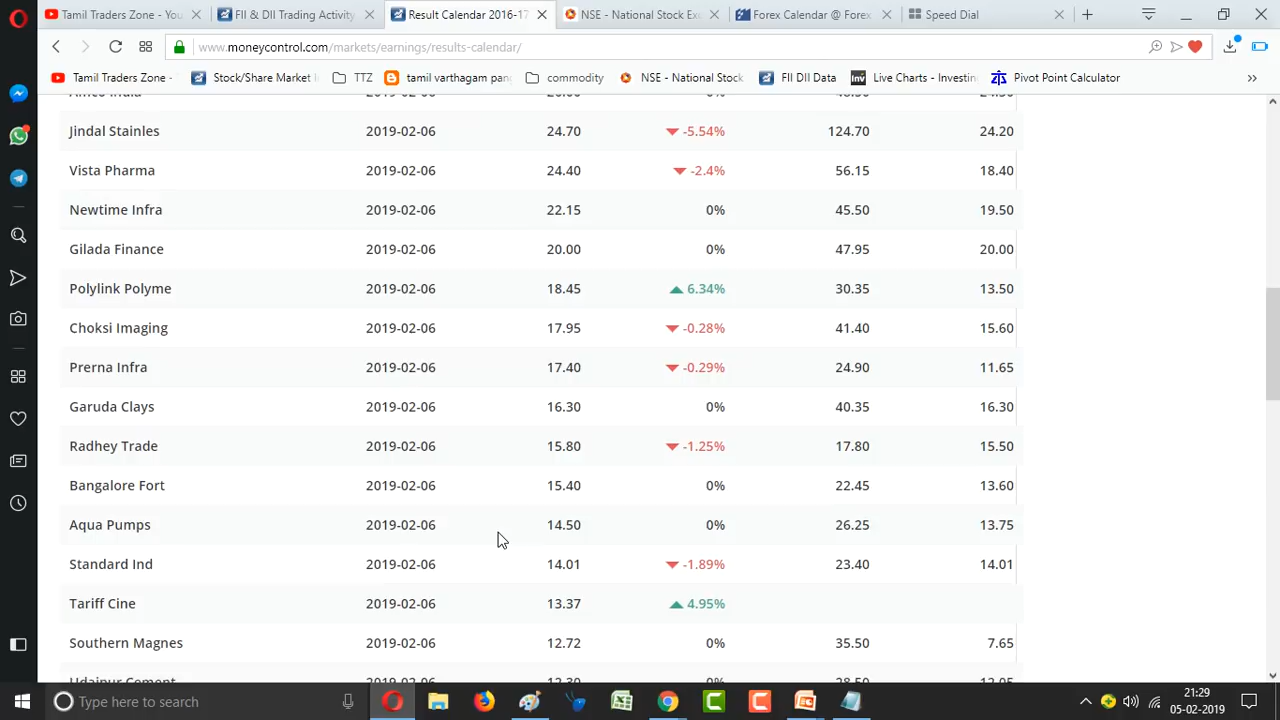 Tamil Traders Zone - You
FII & DII Trading Activity
Result Calendar 2016-17
NSE - National Stock Exc
Forex Calendar @ Forex
Speed Dial
www.moneycontrol.com/markets/earnings/results-calendar/
Tamil Traders Zone -
Stock/Share Market
TTZ
tamil varthagam pan
commodity
NSE - National Stock
FII DII Data
Inv Live Charts - Investin
Pivot Point Calculator
Jindal Stainles 2019-02-06 24.70 -5.54% 124.70 24.20
Vista Pharma 2019-02-06 24.40 -2.4% 56.15 18.40
Newtime Infra 2019-02-06 22.15 0% 45.50 19.50
Gilada Finance 2019-02-06 20.00 0% 47.95 20.00
Polylink Polyme 2019-02-06 18.45 6.34% 30.35 13.50
Choksi Imaging 2019-02-06 17.95 -0.28% 41.40 15.60
Prerna Infra 2019-02-06 17.40 -0.29% 24.90 11.65
Garuda Clays 2019-02-06 16.30 0% 40.35 16.30
Radhey Trade 2019-02-06 15.80 -1.25% 17.80 15.50
Bangalore Fort 2019-02-06 15.40 0% 22.45 13.60
Aqua Pumps 2019-02-06 14.50 0% 26.25 13.75
Standard Ind 2019-02-06 14.01 -1.89% 23.40 14.01
Tariff Cine 2019-02-06 13.37 4.95%
Southern Magnes 2019-02-06 12.72 0% 35.50 7.65
Type here to search
21:29
05-02-2019